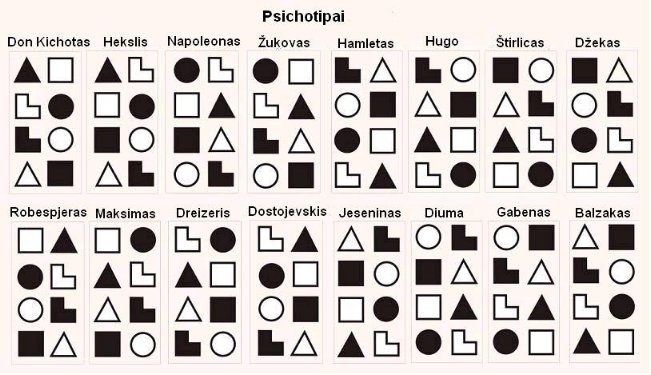 Psichotipai
Don Kichotas Hekslis Napoleonas Žukovas Hamletas Hugo Štirlicas Džekas
Robespjeras Maksimas Dreizeris Dostojevskis Jeseninas Diuma Gabenas Balzakas